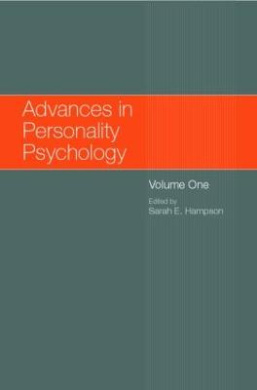 Advances in
Personality
Psychology
Volume One
Edited by
Sarah E. Hampson